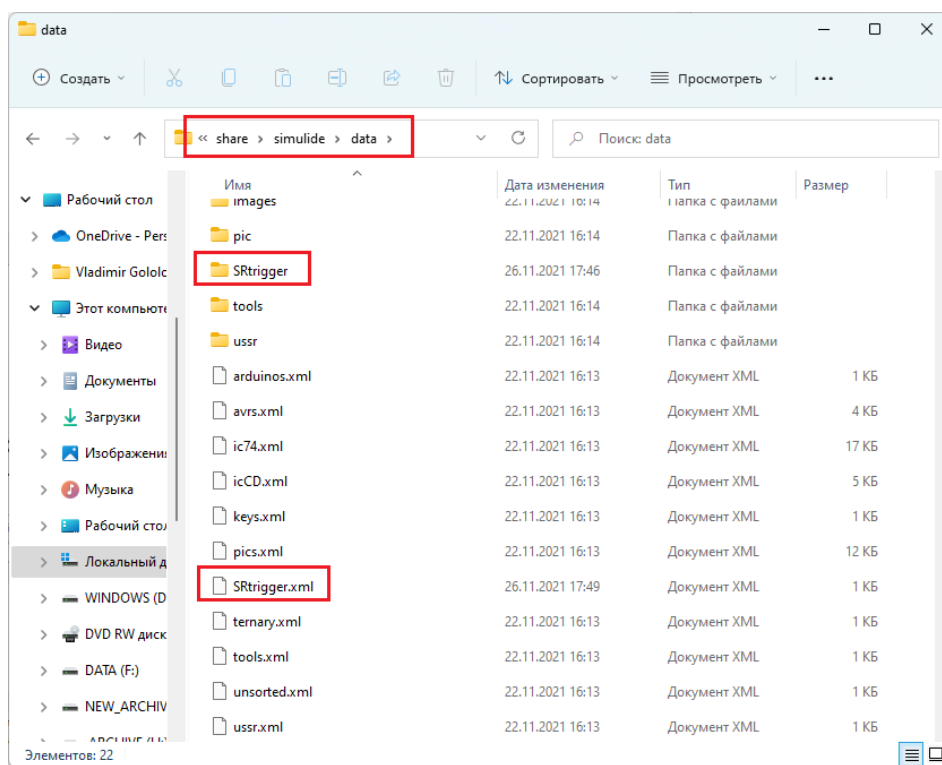 data
Создать
Сортировать
Просмотреть
« share > simulide > data >
Поиск: data
Имя Дата изменения Тип Размер
Рабочий стол
OneDrive - Pers
Vladimir Gololc
Этот компьюте
Видео
Документы
Загрузки
Изображени
Музыка
Рабочий стол
Локальный д
WINDOWS (D
DVD RW диск
DATA (F:)
NEW_ARCHIV
images 22.11.2021 16:14 Папка с файлами
pic 22.11.2021 16:14 Папка с файлами
SRtrigger 26.11.2021 17:46 Папка с файлами
tools 22.11.2021 16:14 Папка с файлами
ussr 22.11.2021 16:14 Папка с файлами
arduinos.xml 22.11.2021 16:13 Документ XML 1 КБ
avrs.xml 22.11.2021 16:13 Документ XML 4 КБ
ic74.xml 22.11.2021 16:13 Документ XML 17 КБ
icCD.xml 22.11.2021 16:13 Документ XML 5 КБ
keys.xml 22.11.2021 16:13 Документ XML 1 КБ
pics.xml 22.11.2021 16:13 Документ XML 12 КБ
SRtrigger.xml 26.11.2021 17:49 Документ XML 1 КБ
ternary.xml 22.11.2021 16:13 Документ XML 1 КБ
tools.xml 22.11.2021 16:13 Документ XML 1 КБ
unsorted.xml 22.11.2021 16:13 Документ XML 1 КБ
ussr.xml 22.11.2021 16:13 Документ XML 1 КБ
Элементов: 22